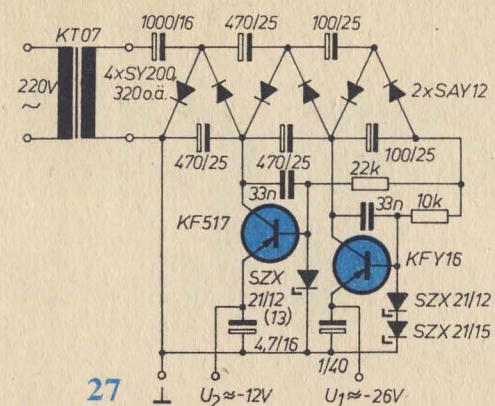 1000/16
470/25
100/25
KT07
220V
~
4xSY200,
320 o.ä.
2xSAY12
470/25
470/25
100/25
22k
33n
33n
10k
KF517
KFY16
SZX
21/12
(13)
SZX 21/12
SZX 21/15
4,7/16
1/40
27
U₂≈-12V
U₁≈-26V